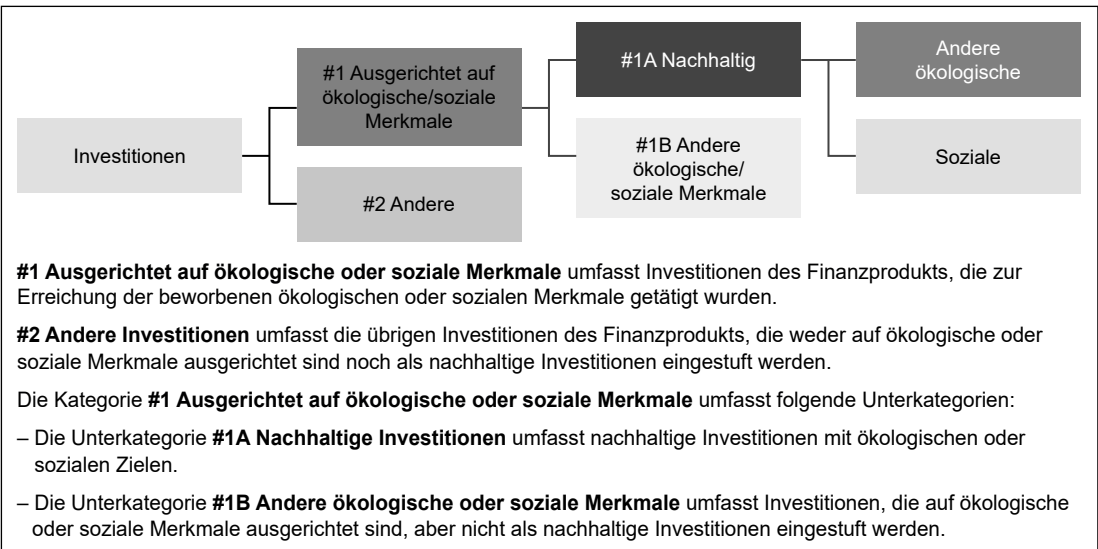 Investitionen
#1 Ausgerichtet auf
ökologische/soziale
Merkmale
#2 Andere
#1A Nachhaltig
#1B Andere
ökologische/
soziale Merkmale
Andere
ökologische
Soziale
#1 Ausgerichtet auf ökologische oder soziale Merkmale umfasst Investitionen des Finanzprodukts, die zur
Erreichung der beworbenen ökologischen oder sozialen Merkmale getätigt wurden.
#2 Andere Investitionen umfasst die übrigen Investitionen des Finanzprodukts, die weder auf ökologische oder
soziale Merkmale ausgerichtet sind noch als nachhaltige Investitionen eingestuft werden.
Die Kategorie #1 Ausgerichtet auf ökologische oder soziale Merkmale umfasst folgende Unterkategorien:
– Die Unterkategorie #1A Nachhaltige Investitionen umfasst nachhaltige Investitionen mit ökologischen oder
sozialen Zielen.
– Die Unterkategorie #1B Andere ökologische oder soziale Merkmale umfasst Investitionen, die auf ökologische
oder soziale Merkmale ausgerichtet sind, aber nicht als nachhaltige Investitionen eingestuft werden.